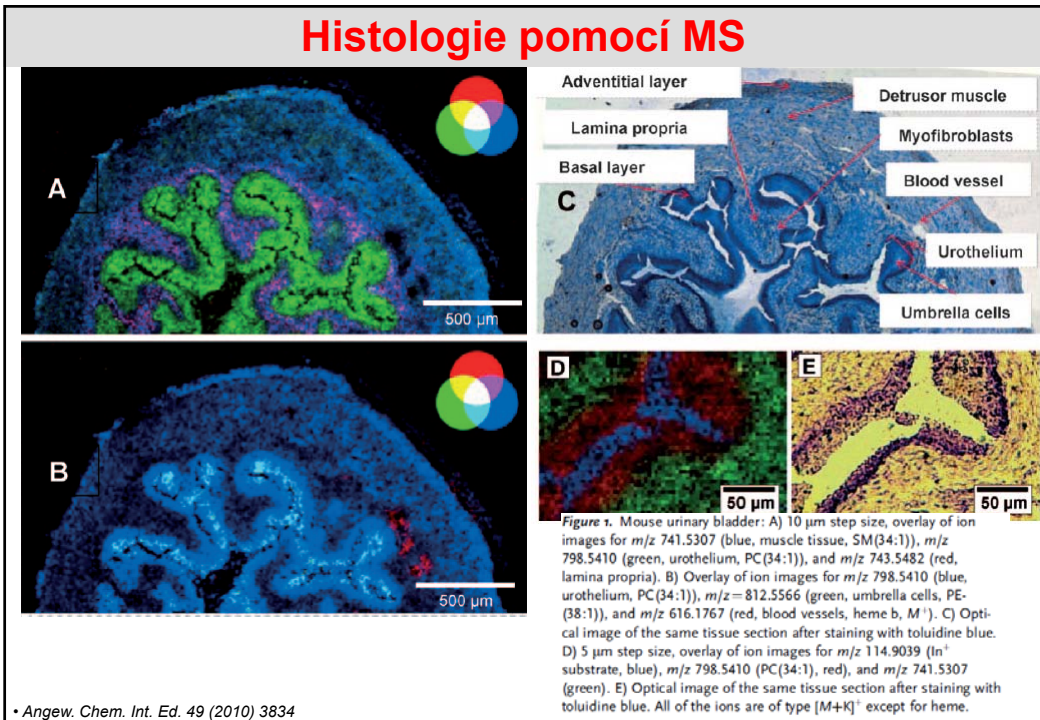 Histologie pomocí MS
A
500 µm
B
500 µm
Adventitial layer
Detrusor muscle
Lamina propria
Myofibroblasts
Basal layer
Blood vessel
C
Urothelium
Umbrella cells
D
50 µm
E
50 µm
Figure 1. Mouse urinary bladder: A) 10 µm step size, overlay of ion
images for m/z 741.5307 (blue, muscle tissue, SM(34:1)), m/z
798.5410 (green, urothelium, PC(34:1)), and m/z 743.5482 (red,
lamina propria). B) Overlay of ion images for m/z 798.5410 (blue,
urothelium, PC(34:1)), m/z=812.5566 (green, umbrella cells, PE-
(38:1)), and m/z 616.1767 (red, blood vessels, heme b, M+). C) Opti-
cal image of the same tissue section after staining with toluidine blue.
D) 5 µm step size, overlay of ion images for m/z 114.9039 (In+
substrate, blue), m/z 798.5410 (PC(34:1), red), and m/z 741.5307
(green). E) Optical image of the same tissue section after staining with
toluidine blue. All of the ions are of type [M+K]+ except for heme.
• Angew. Chem. Int. Ed. 49 (2010) 3834